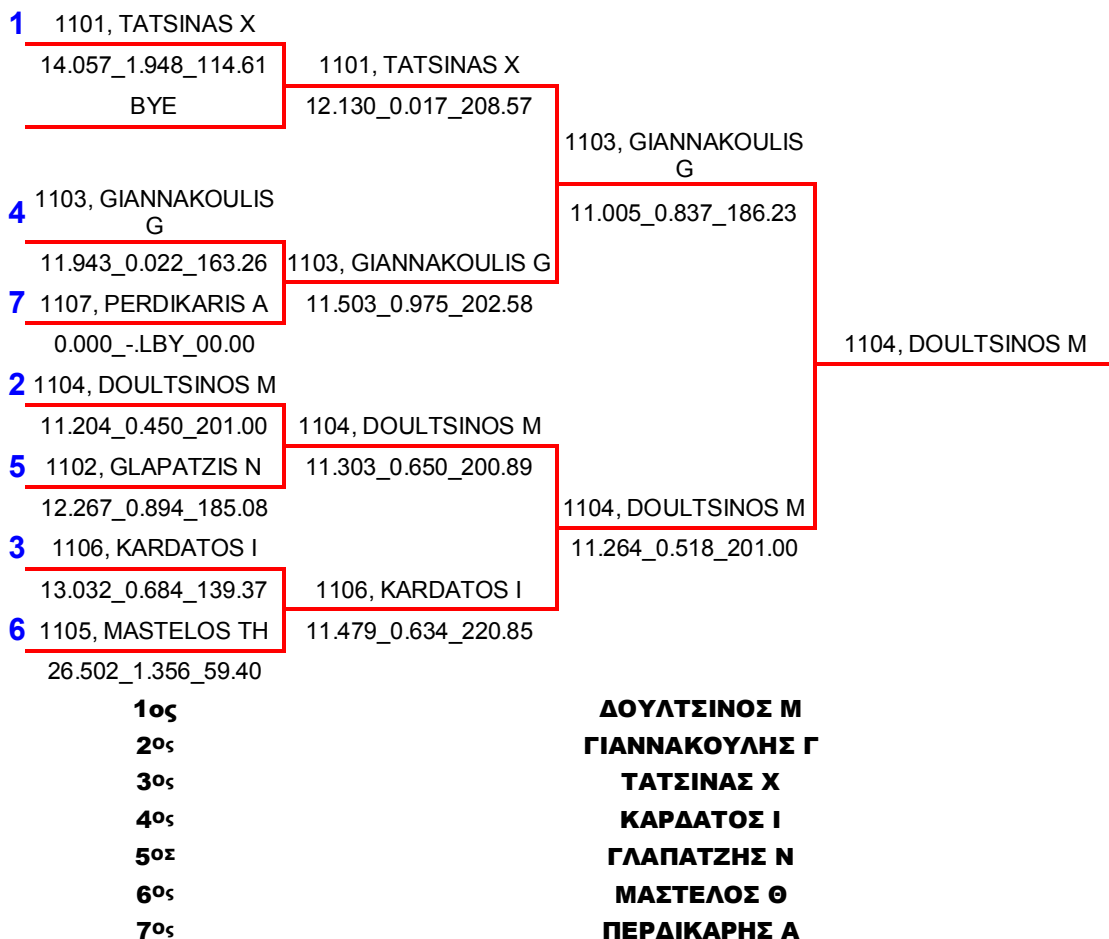 1 1101, TATSINAS X
14.057_1.948_114.61
1101, TATSINAS X
BYE
12.130_0.017_208.57
1103, GIANNAKOULIS
G
4 1103, GIANNAKOULIS
G
11.005_0.837_186.23
11.943_0.022_163.26
1103, GIANNAKOULIS G
7 1107, PERDIKARIS A
11.503_0.975_202.58
0.000_-.LBY_00.00
1104, DOULTSINOS M
2 1104, DOULTSINOS M
11.204_0.450_201.00
1104, DOULTSINOS M
5 1102, GLAPATZIS N
11.303_0.650_200.89
12.267_0.894_185.08
1104, DOULTSINOS M
3 1106, KARDATOS I
11.264_0.518_201.00
13.032_0.684_139.37
1106, KARDATOS I
6 1105, MASTELOS TH
11.479_0.634_220.85
26.502_1.356_59.40
1ος ΔΟΥΛΤΣΙΝΟΣ Μ
2ος ΓΙΑΝΝΑΚΟΥΛΗΣ Γ
3ος ΤΑΤΣΙΝΑΣ Χ
4ος ΚΑΡΔΑΤΟΣ Ι
5οΣ ΓΛΑΠΑΤΖΗΣ Ν
6ος ΜΑΣΤΕΛΟΣ Θ
7ος ΠΕΡΔΙΚΑΡΗΣ Α